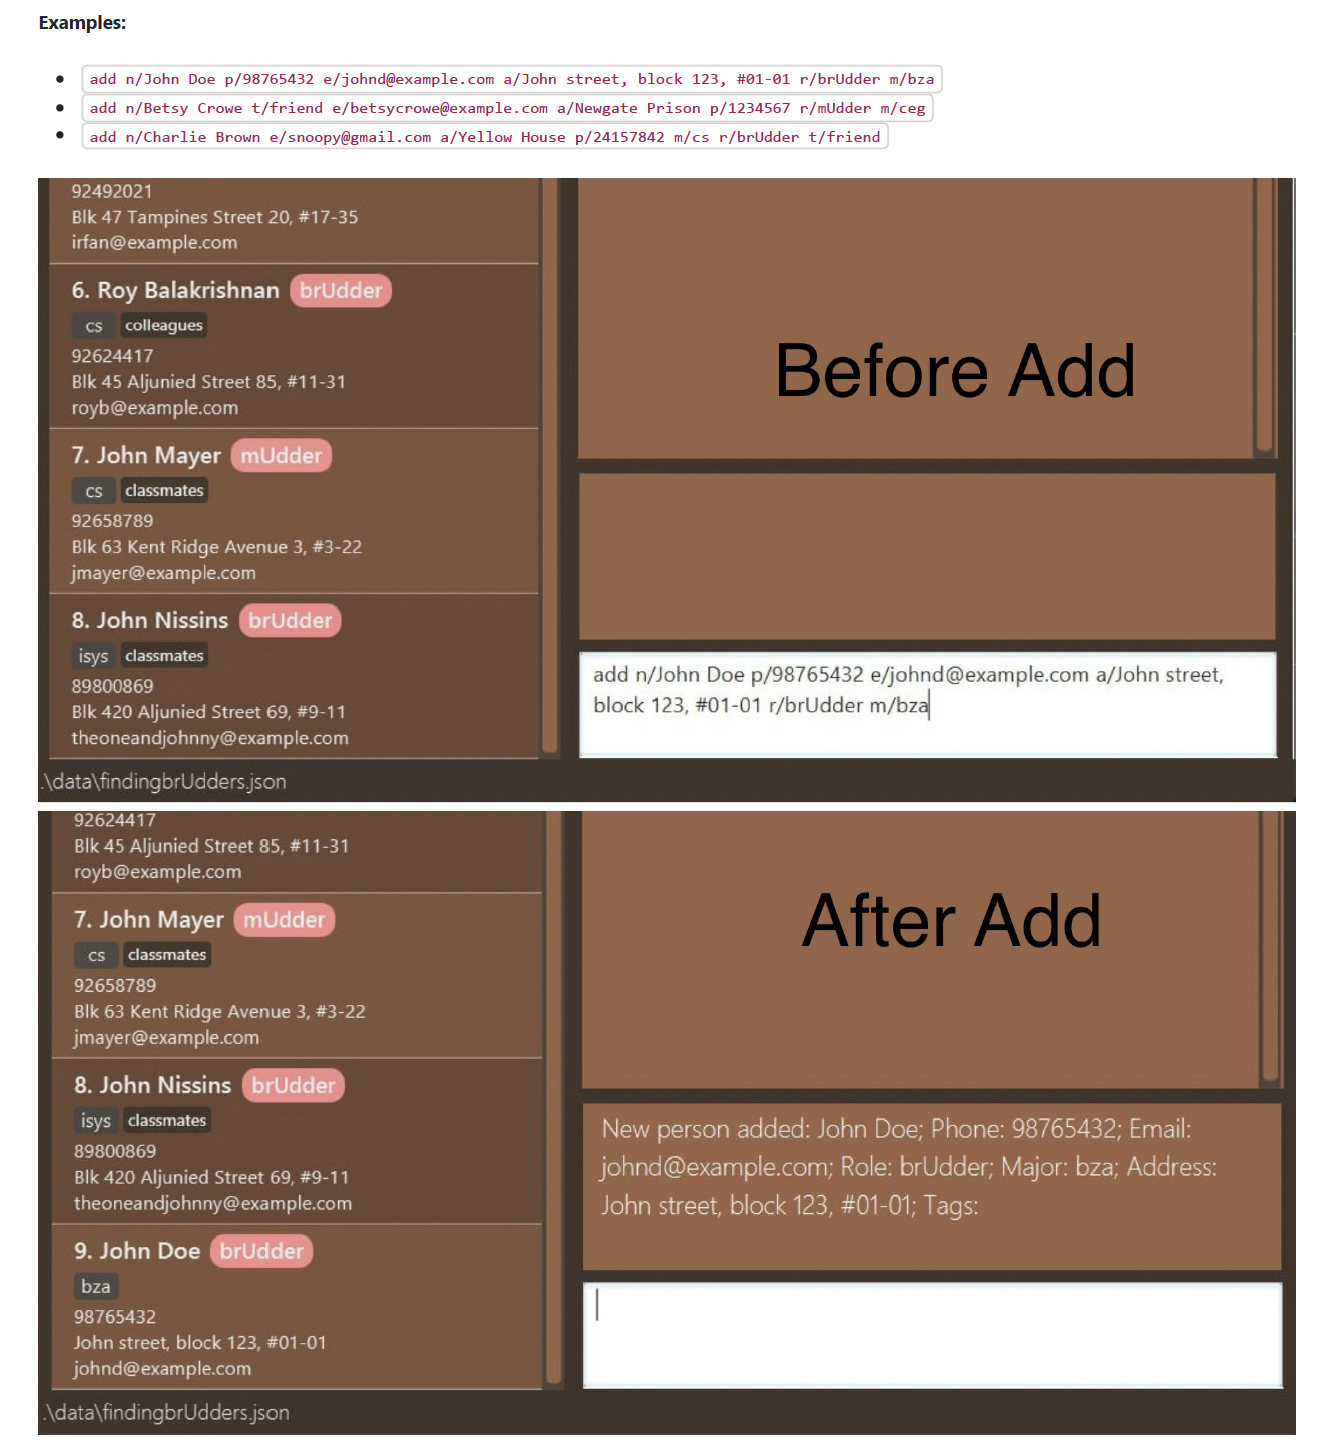 Examples:
add n/John Doe p/98765432 e/johnd@example.com a/John street, block 123, #01-01 r/brUdder m/bza
add n/Betsy Crowe t/friend e/betsycrowe@example.com a/Newgate Prison p/1234567 r/mUdder m/ceg
add n/Charlie Brown e/snoopy@gmail.com a/Yellow House p/24157842 m/cs r/brUdder t/friend
92492021
Blk 47 Tampines Street 20, #17-35
irfan@example.com
6. Roy Balakrishnan brUdder
cs colleagues
92624417
Blk 45 Aljunied Street 85, #11-31
royb@example.com
7. John Mayer mUdder
cs classmates
92658789
Blk 63 Kent Ridge Avenue 3, #3-22
jmayer@example.com
8. John Nissins brUdder
isys classmates
89800869
Blk 420 Aljunied Street 69, #9-11
theoneandjohnny@example.com
Before Add
add n/John Doe p/98765432 e/johnd@example.com a/John street,
block 123, #01-01 r/brUdder m/bza
.\data\findingbrUdders.json
92624417
Blk 45 Aljunied Street 85, #11-31
royb@example.com
7. John Mayer mUdder
cs classmates
92658789
Blk 63 Kent Ridge Avenue 3, #3-22
jmayer@example.com
8. John Nissins brUdder
isys classmates
89800869
Blk 420 Aljunied Street 69, #9-11
theoneandjohnny@example.com
9. John Doe brUdder
bza
98765432
John street, block 123, #01-01
johnd@example.com
After Add
New person added: John Doe; Phone: 98765432; Email:
johnd@example.com; Role: brUdder; Major: bza; Address:
John street, block 123, #01-01; Tags:
.\data\findingbrUdders.json